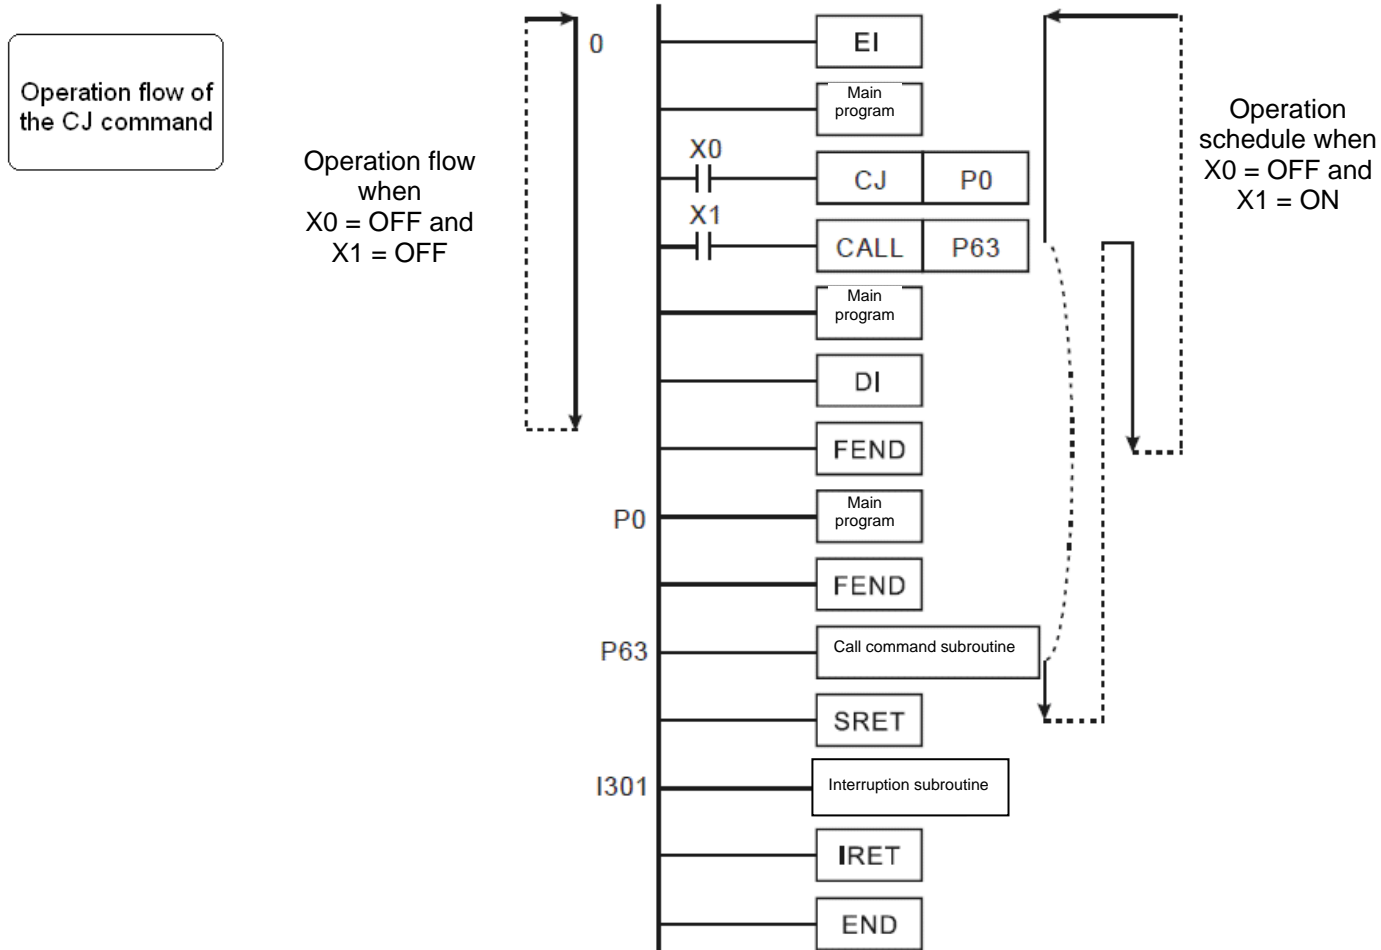 Operation flow of
the CJ command
Operation flow
when
X0 = OFF and
X1 = OFF
0
EI
Main
program
X0
CJ P0
X1
CALL P63
Main
program
DI
FEND
P0
Main
program
FEND
P63
Call command subroutine
SRET
I301
Interruption subroutine
IRET
END
Operation
schedule when
X0 = OFF and
X1 = ON